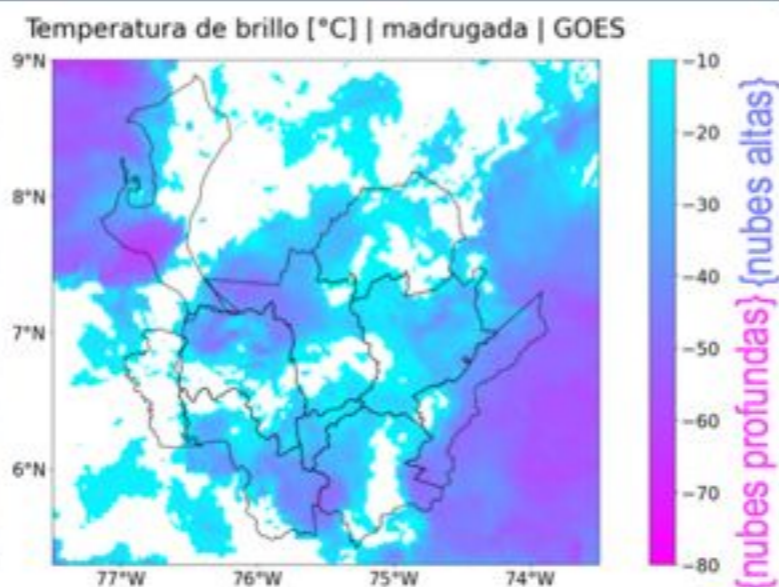 Temperatura de brillo [°C] | madrugada | GOES
9°N
8°N
7°N
6°N
77°W 76°W 75°W 74°W
−10
−20
−30
−40
−50
−60
−70
−80
{nubes profundas} {nubes altas}